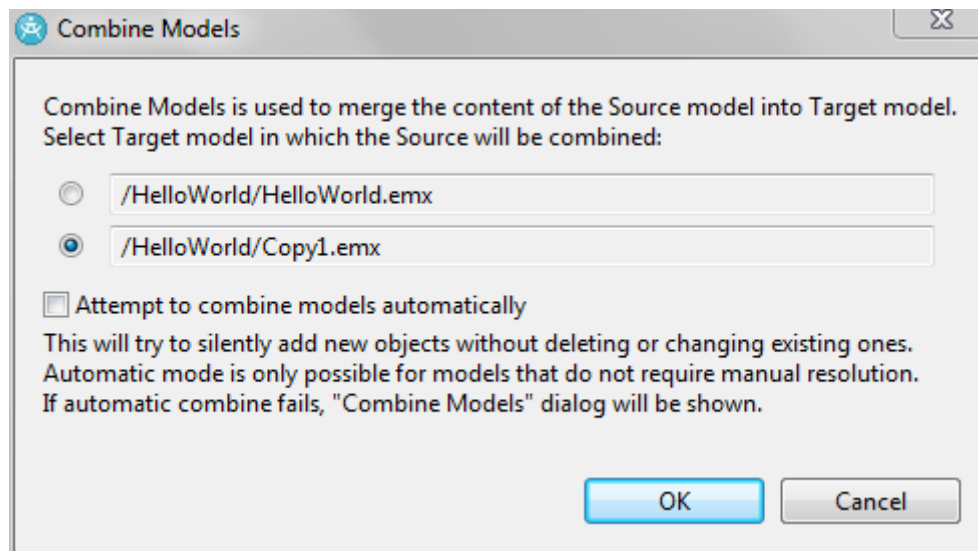 Combine Models
Combine Models is used to merge the content of the Source model into Target model.
Select Target model in which the Source will be combined:
/HelloWorld/HelloWorld.emx
/HelloWorld/Copy1.emx
Attempt to combine models automatically
This will try to silently add new objects without deleting or changing existing ones.
Automatic mode is only possible for models that do not require manual resolution.
If automatic combine fails, "Combine Models" dialog will be shown.
OK Cancel